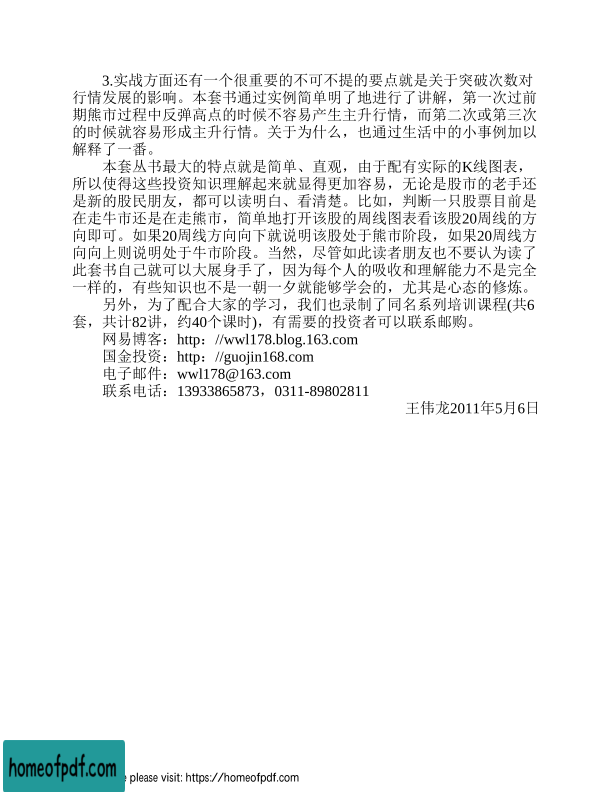 3.实战方面还有一个很重要的不可不提的要点就是关于突破次数对
行情发展的影响。本套书通过实例简单明了地进行了讲解，第一次过前
期熊市过程中反弹高点的时候不容易产生主升行情，而第二次或第三次
的时候就容易形成主升行情。关于为什么，也通过生活中的小事例加以
解释了一番。
本套丛书最大的特点就是简单、直观，由于配有实际的K线图表，
所以使得这些投资知识理解起来就显得更加容易，无论是股市的老手还
是新的股民朋友，都可以读明白、看清楚。比如，判断一只股票目前是
在走牛市还是在走熊市，简单地打开该股的周线图表看该股20周线的方
向即可。如果20周线方向向下就说明该股处于熊市阶段，如果20周线方
向向上则说明处于牛市阶段。当然，尽管如此读者朋友也不要认为读了
此套书自己就可以大展身手了，因为每个人的吸收和理解能力不是完全
一样的，有些知识也不是一朝一夕就能够学会的，尤其是心态的修炼。
另外，为了配合大家的学习，我们也录制了同名系列培训课程(共6
套，共计82讲，约40个课时)，有需要的投资者可以联系邮购。
网易博客：http：//wwl178.blog.163.com
国金投资：http：//guojin168.com
电子邮件：wwl178@163.com
联系电话：13933865873，0311-89802811
王伟龙2011年5月6日
homeofpdf.com
please visit: https://homeofpdf.com